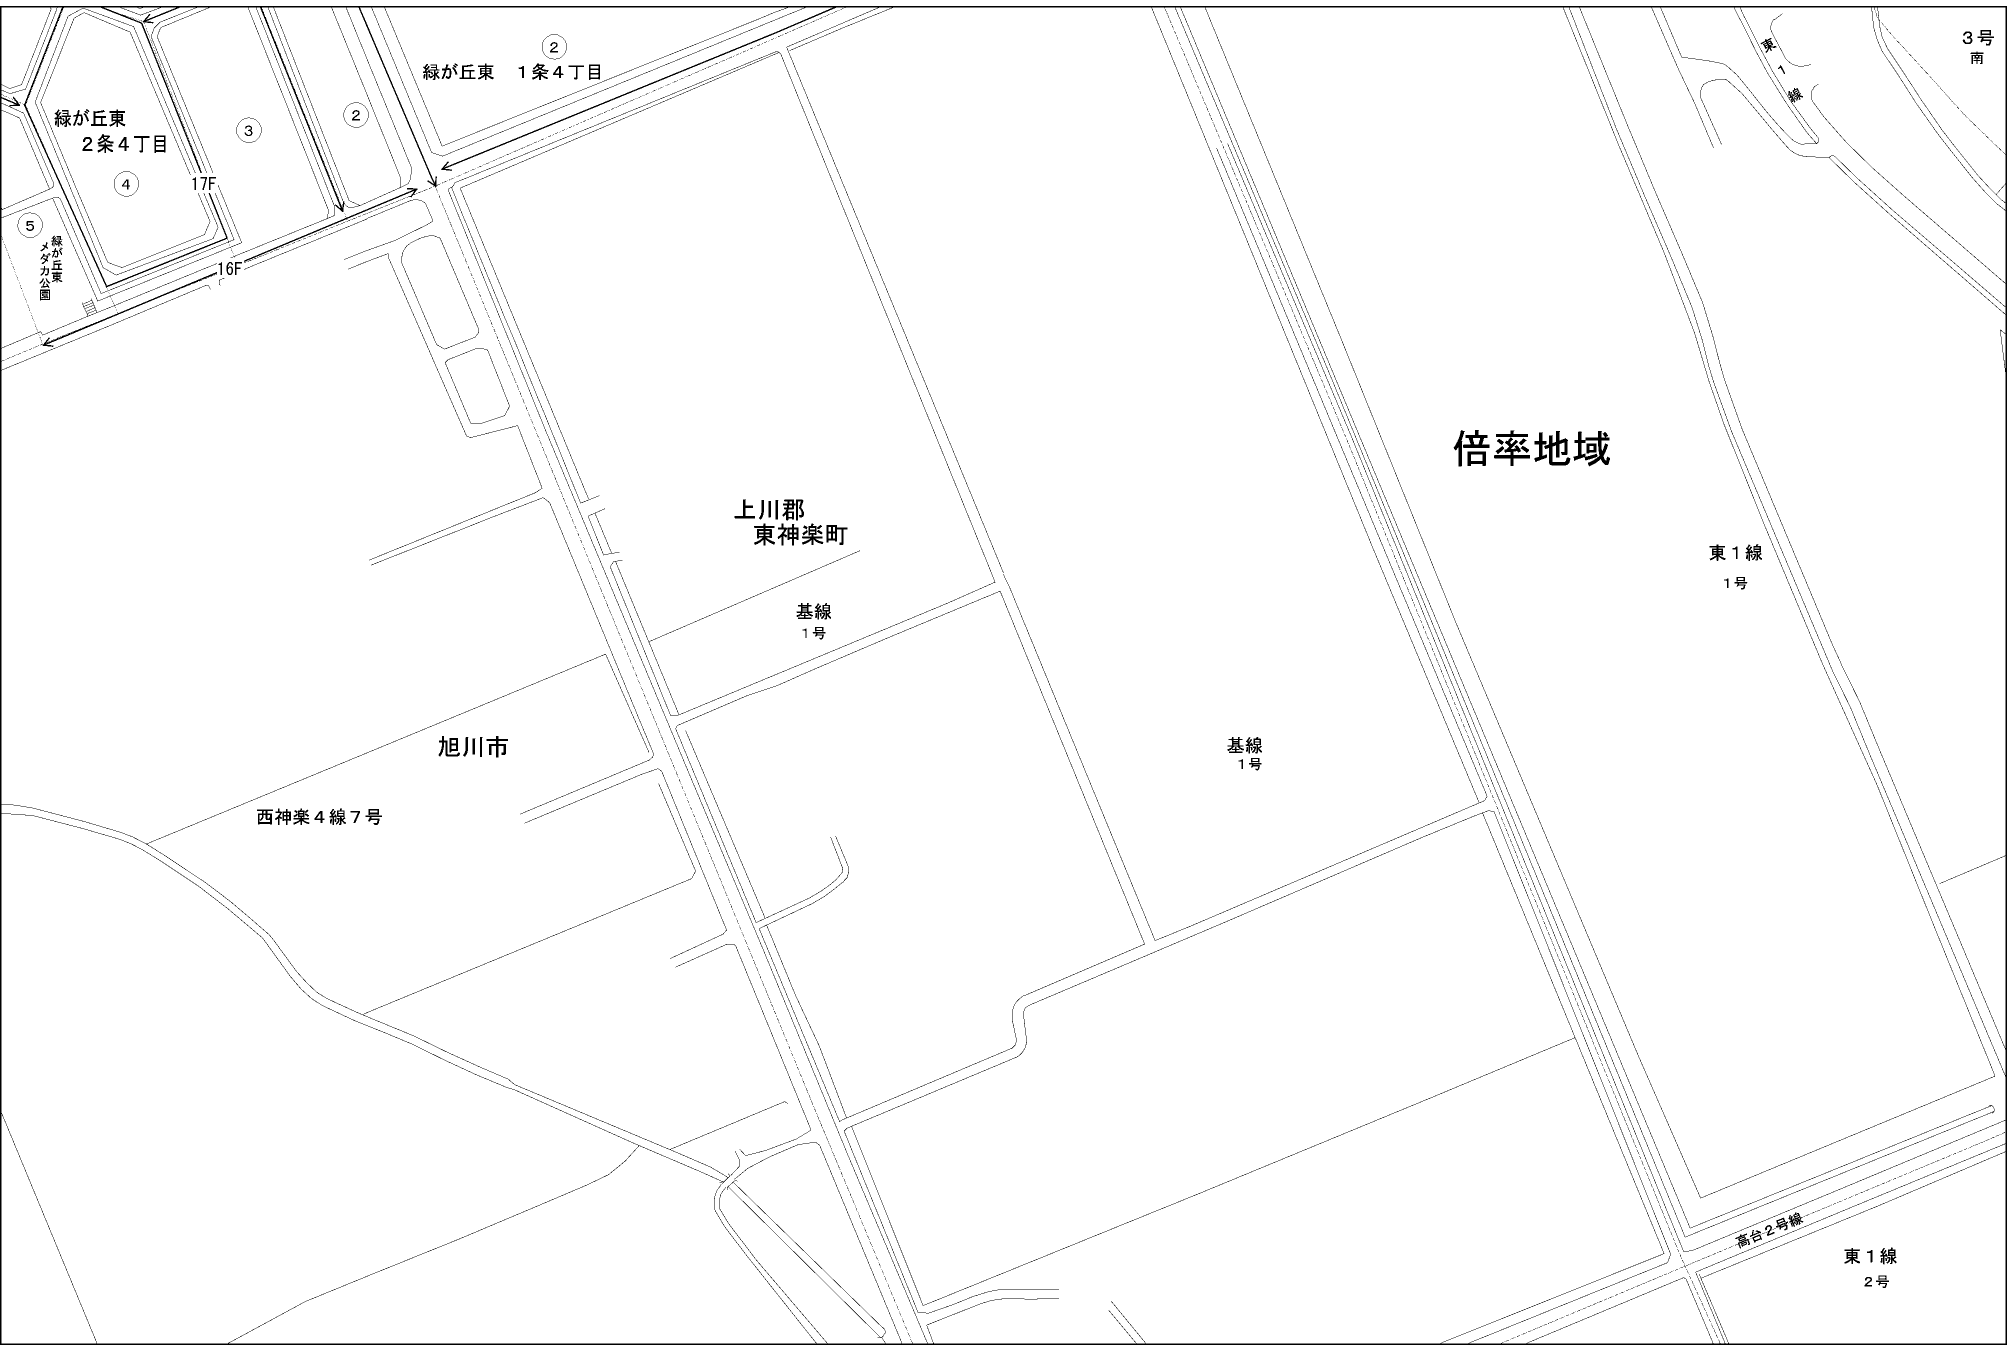 3号
南
東1線
②
緑が丘東 1条4丁目
②
③
緑が丘東
2条4丁目
④
17F
⑤
緑が丘東
メダカ公園
16F
倍率地域
上川郡
東神楽町
東1線
1号
基線
1号
旭川市
基線
1号
西神楽4線7号
高台2号線
東1線
2号